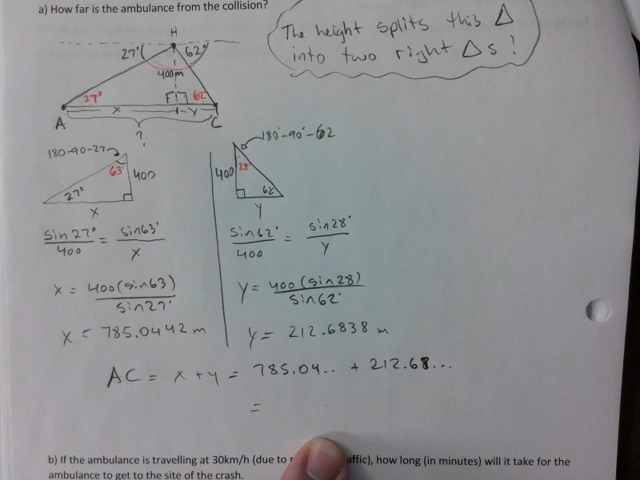 a) How far is the ambulance from the collision?
The height splits this Δ
into two right Δs!
H
27° 62°
400m
27° F 62°
x y
A C
?
180-90-27 63° 400
27°
x
180°-90°-62
400 28°
62°
y
sin27°/400 = sin63°/x
x = 400(sin63)/sin27°
x = 785.0442 m
sin62°/400 = sin28°/y
y = 400(sin28)/sin62°
y = 212.6838 m
AC = x + y = 785.04.. + 212.68...
=
b) If the ambulance is travelling at 30km/h (due to affic), how long (in minutes) will it take for the
ambulance to get to the site of the crash.